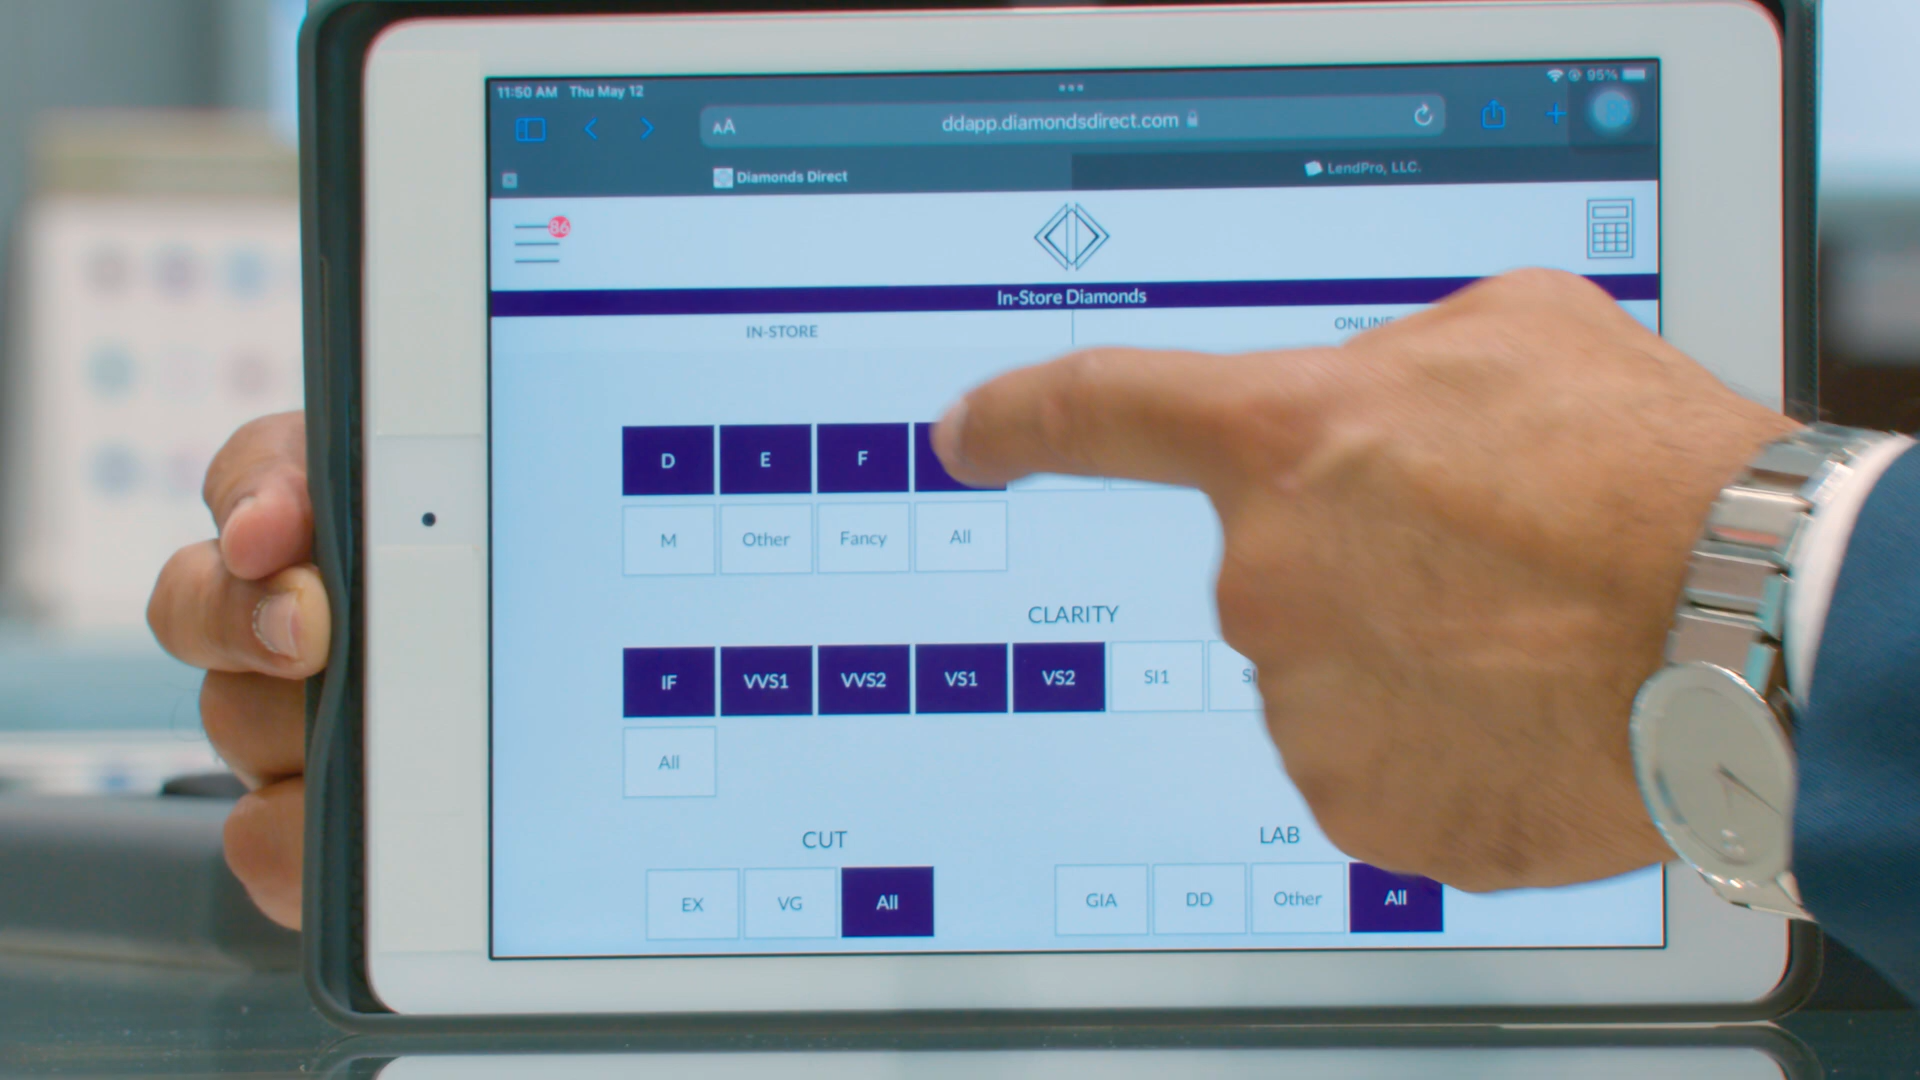 11:50 AM Thu May 12
95%
AA
ddapp.diamondsdirect.com
Diamonds Direct
LendPro, LLC.
86
In-Store Diamonds
IN-STORE
ONLINE
D E F
M Other Fancy All
CLARITY
IF VVS1 VVS2 VS1 VS2 SI1
All
CUT
LAB
EX VG All
GIA DD Other All